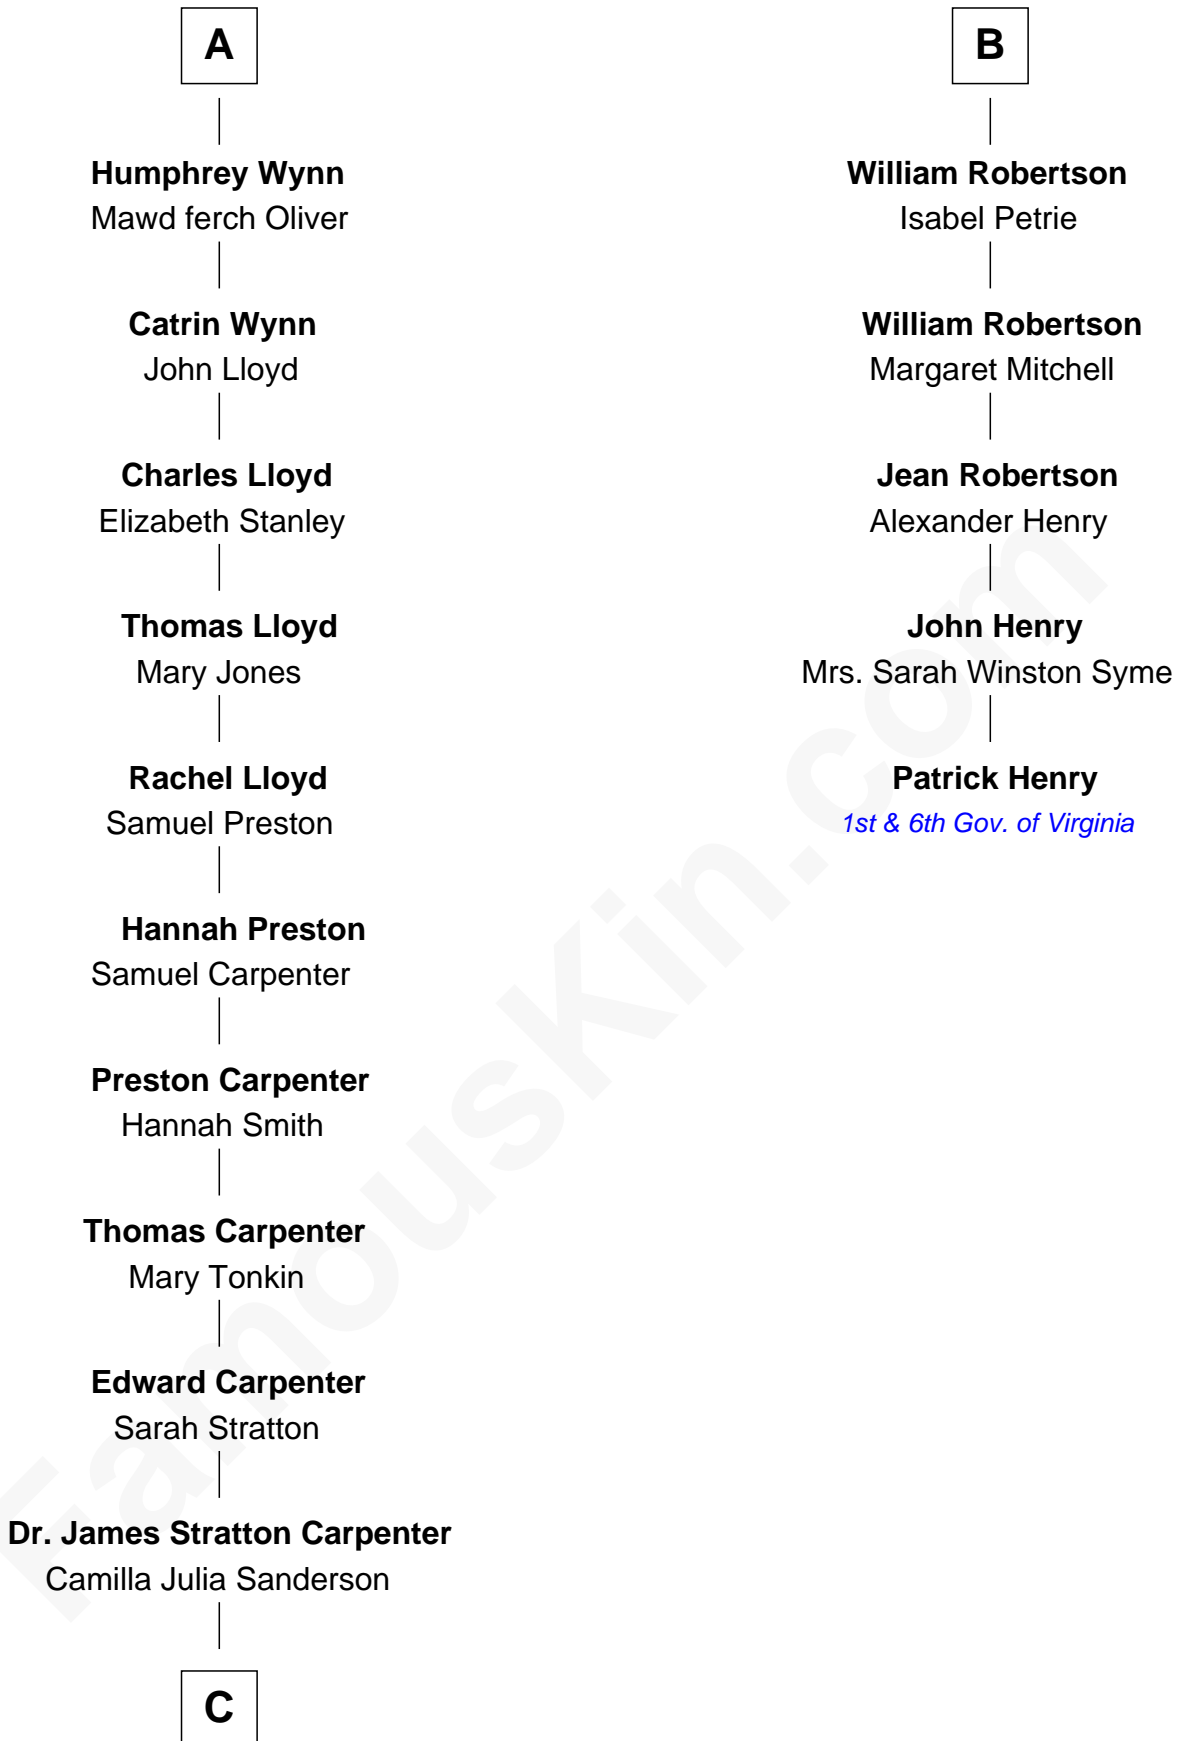 A
Humphrey Wynn
Mawd ferch Oliver
Catrin Wynn
John Lloyd
Charles Lloyd
Elizabeth Stanley
Thomas Lloyd
Mary Jones
Rachel Lloyd
Samuel Preston
Hannah Preston
Samuel Carpenter
Preston Carpenter
Hannah Smith
Thomas Carpenter
Mary Tonkin
Edward Carpenter
Sarah Stratton
Dr. James Stratton Carpenter
Camilla Julia Sanderson
C
B
William Robertson
Isabel Petrie
William Robertson
Margaret Mitchell
Jean Robertson
Alexander Henry
John Henry
Mrs. Sarah Winston Syme
Patrick Henry
1st & 6th Gov. of Virginia
FamousKin.com